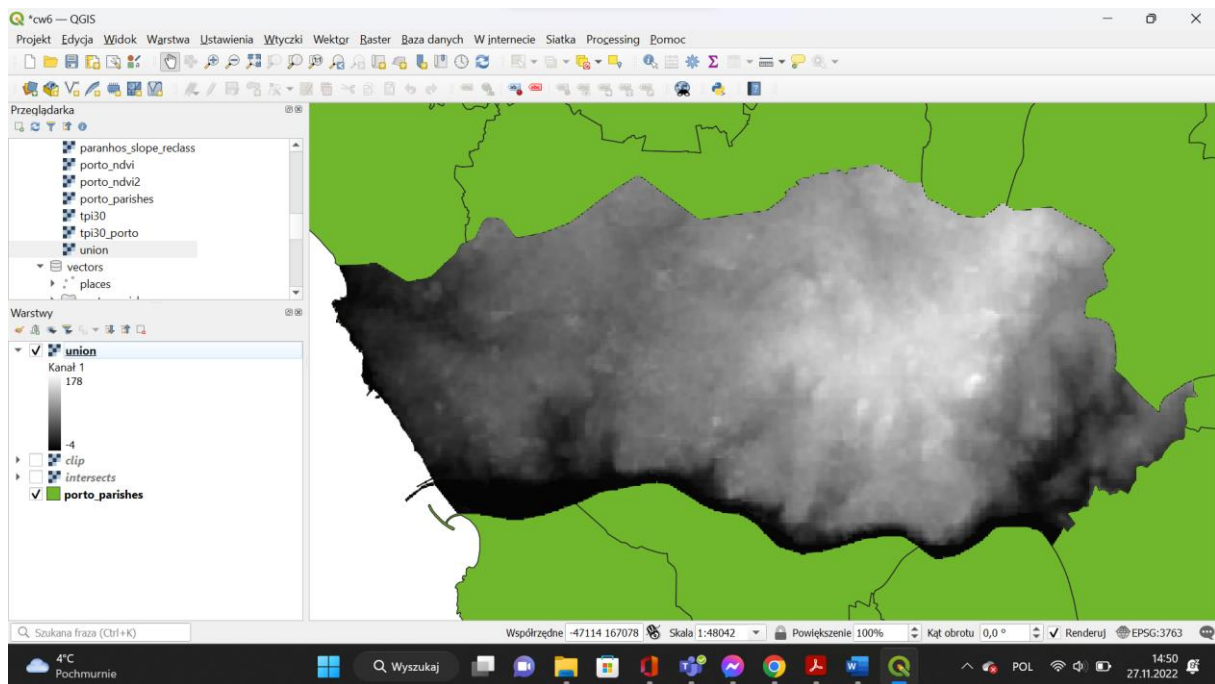 *cw6 — QGIS
Projekt Edycja Widok Warstwa Ustawienia Wtyczki Wektor Raster Baza danych W internecie Siatka Processing Pomoc
Przeglądarka
paranhos_slope_reclass
porto_ndvi
porto_ndvi2
porto_parishes
tpi30
tpi30_porto
union
vectors
places
Warstwy
union
Kanał 1
178
-4
clip
intersects
porto_parishes
Szukana fraza (Ctrl+K)
Współrzędne -47114 167078 Skala 1:48042 Powiększenie 100% Kąt obrotu 0,0 ° Renderuj EPSG:3763
4°C
Pochmurnie
Wyszukaj
POL
14:50
27.11.2022